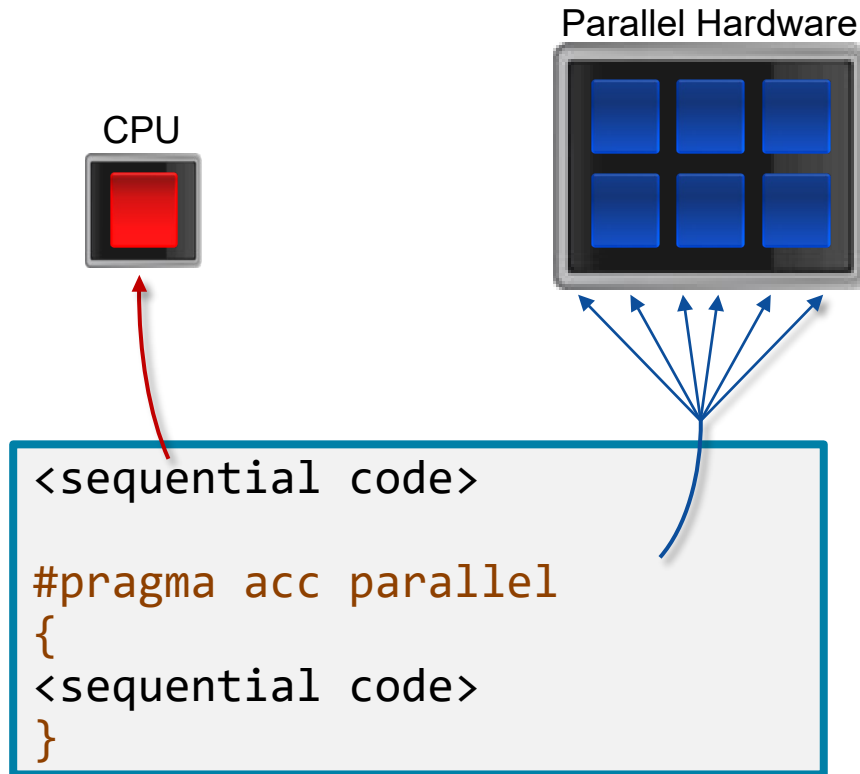 Parallel Hardware
CPU
<sequential code>
#pragma acc parallel
{
<sequential code>
}